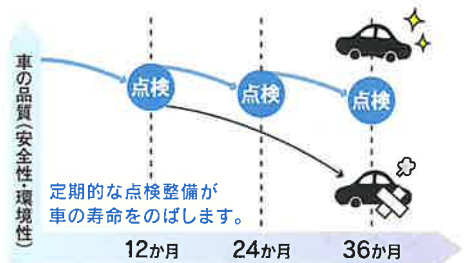 車の品質(安全性・環境性)
点検
点検
点検
定期的な点検整備が
車の寿命をのばします。
12か月
24か月
36か月